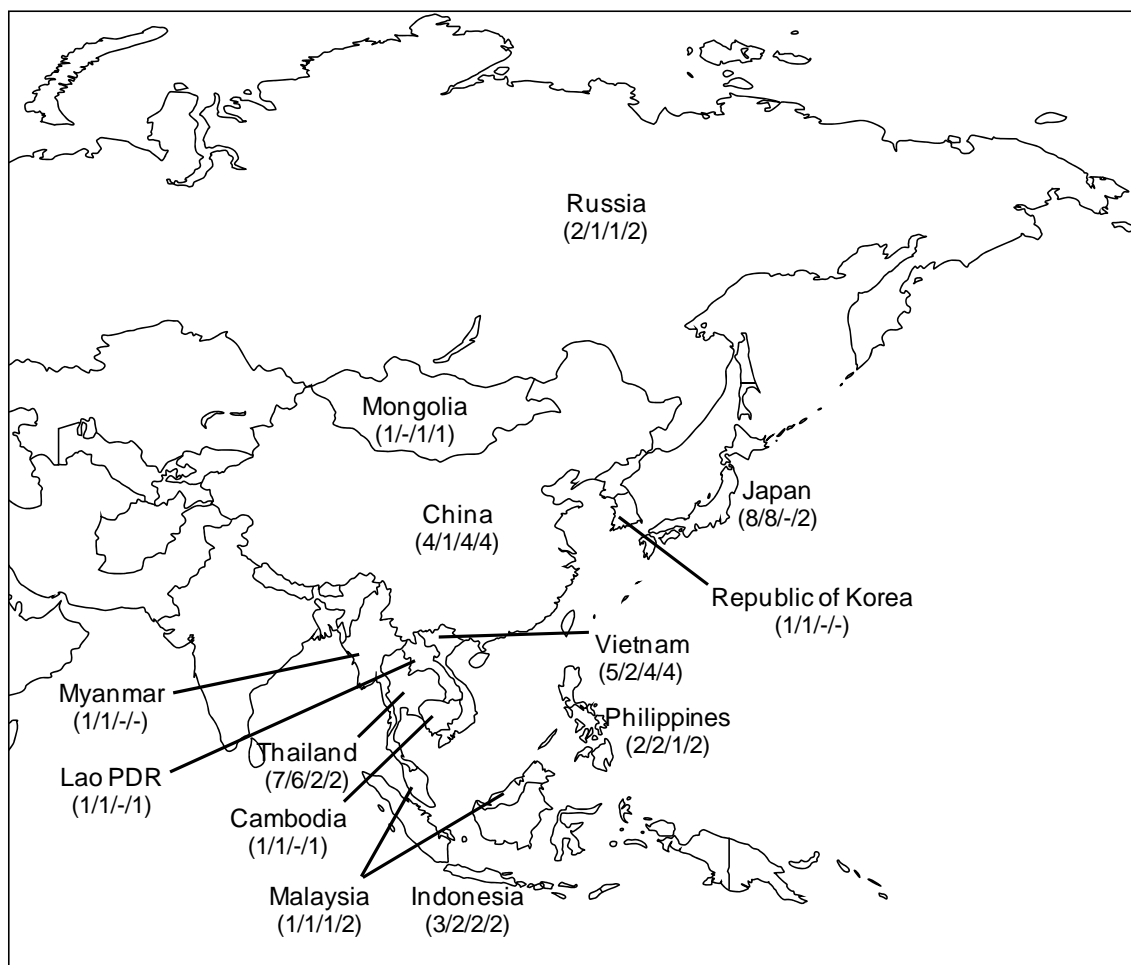 Russia
(2/1/1/2)
Mongolia
(1/-/1/1)
Japan
(8/8/-/2)
China
(4/1/4/4)
Republic of Korea
(1/1/-/-)
Vietnam
(5/2/4/4)
Myanmar
(1/1/-/-)
Philippines
(2/2/1/2)
Thailand
(7/6/2/2)
Lao PDR
(1/1/-/1)
Cambodia
(1/1/-/1)
Malaysia
(1/1/1/2)
Indonesia
(3/2/2/2)